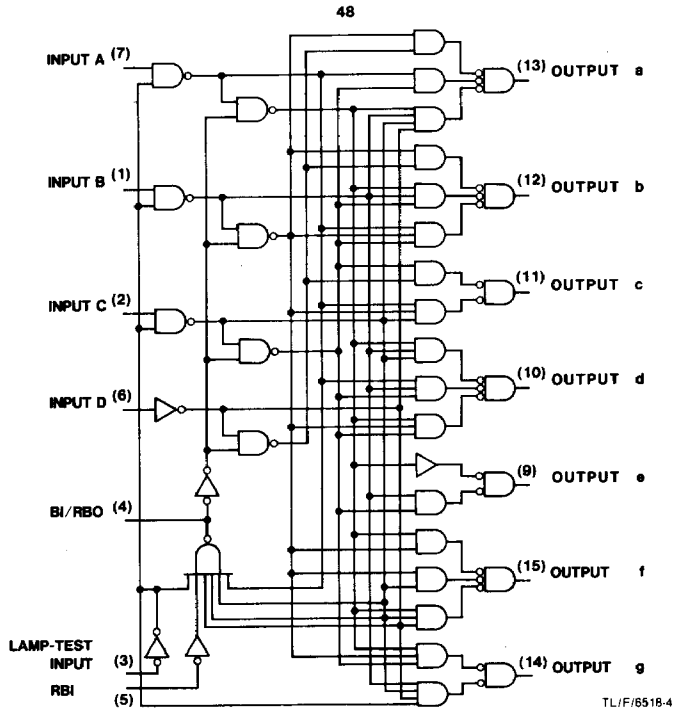 48
INPUT A (7)
(13) OUTPUT a
INPUT B (1)
(12) OUTPUT b
(11) OUTPUT c
INPUT C (2)
(10) OUTPUT d
INPUT D (6)
(9) OUTPUT e
BI/RBO (4)
(15) OUTPUT f
LAMP-TEST
INPUT
(3)
(14) OUTPUT g
RBI
(5)
TL/F/6518-4